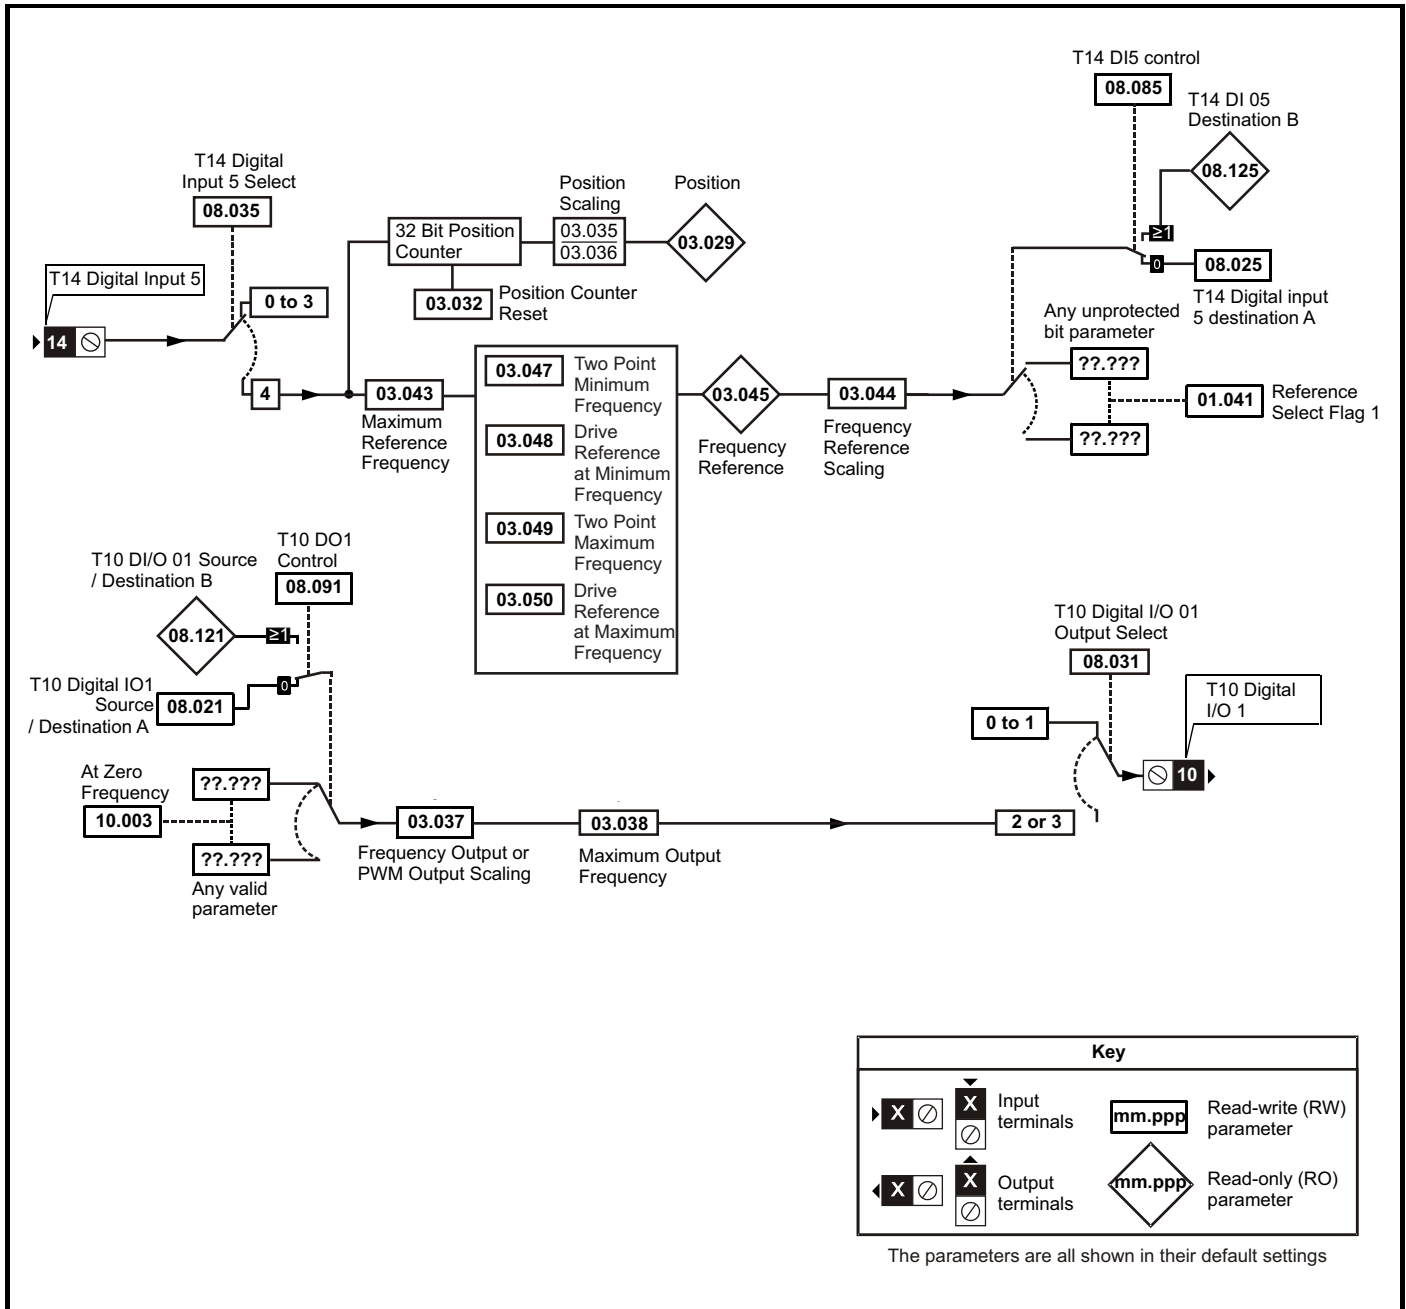 T14 DI5 control
08.085
T14 DI 05
Destination B
08.125
≥1
0
08.025
T14 Digital input
5 destination A
T14 Digital
Input 5 Select
08.035
T14 Digital Input 5
14
0 to 3
4
32 Bit Position
Counter
03.032
Position Counter
Reset
Position
Scaling
03.035
03.036
Position
03.029
03.043
Maximum
Reference
Frequency
03.047
Two Point
Minimum
Frequency
03.048
Drive
Reference
at Minimum
Frequency
03.049
Two Point
Maximum
Frequency
03.050
Drive
Reference
at Maximum
Frequency
03.045
Frequency
Reference
03.044
Frequency
Reference
Scaling
Any unprotected
bit parameter
??.???
??.???
01.041
Reference
Select Flag 1
T10 DI/O 01 Source
/ Destination B
08.121
≥1
T10 DO1
Control
08.091
0
T10 Digital IO1
Source
/ Destination A
08.021
At Zero
Frequency
10.003
??.???
??.???
Any valid
parameter
03.037
Frequency Output or
PWM Output Scaling
03.038
Maximum Output
Frequency
2 or 3
0 to 1
T10 Digital I/O 01
Output Select
08.031
T10 Digital
I/O 1
10
Key
X
X
Input
terminals
mm.ppp
Read-write (RW)
parameter
X
X
Output
terminals
mm.ppp
Read-only (RO)
parameter
The parameters are all shown in their default settings